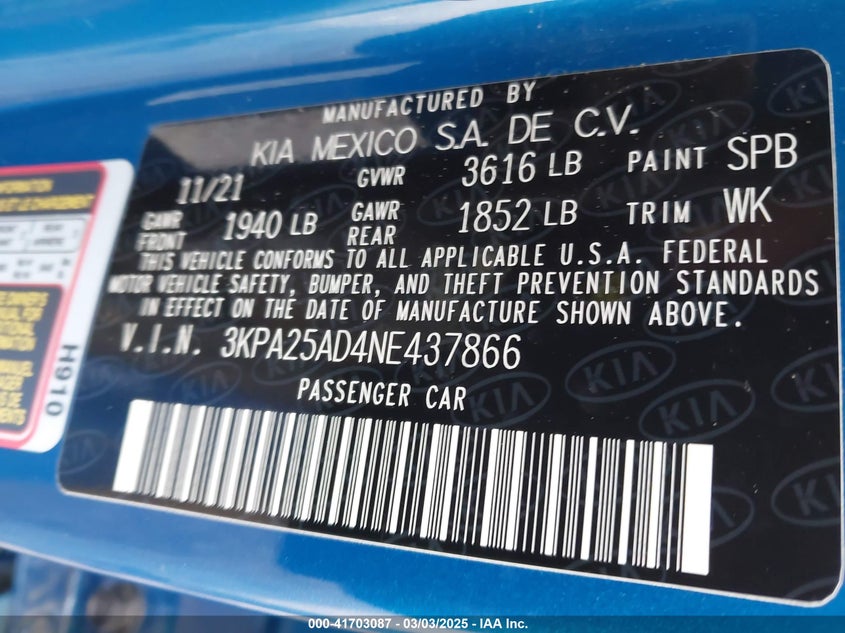 MANUFACTURED BY
KIA MEXICO S.A. DE C.V.
11/21 GVWR 3616 LB PAINT SPB
GAWR FRONT 1940 LB GAWR REAR 1852 LB TRIM WK
THIS VEHICLE CONFORMS TO ALL APPLICABLE U.S.A. FEDERAL
MOTOR VEHICLE SAFETY, BUMPER, AND THEFT PREVENTION STANDARDS
IN EFFECT ON THE DATE OF MANUFACTURE SHOWN ABOVE.
V.I.N. 3KPA25AD4NE437866
PASSENGER CAR
H910
KIA
000-41703087 - 03/03/2025 - IAA Inc.